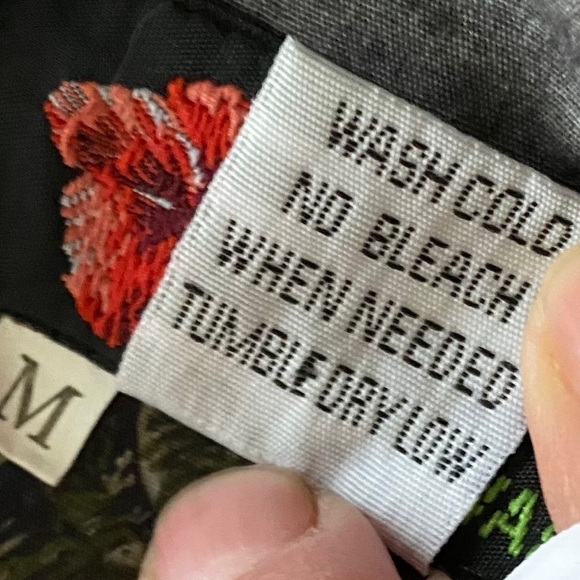 WASH COLD
NO BLEACH
WHEN NEEDED
TUMBLE DRY LOW
M